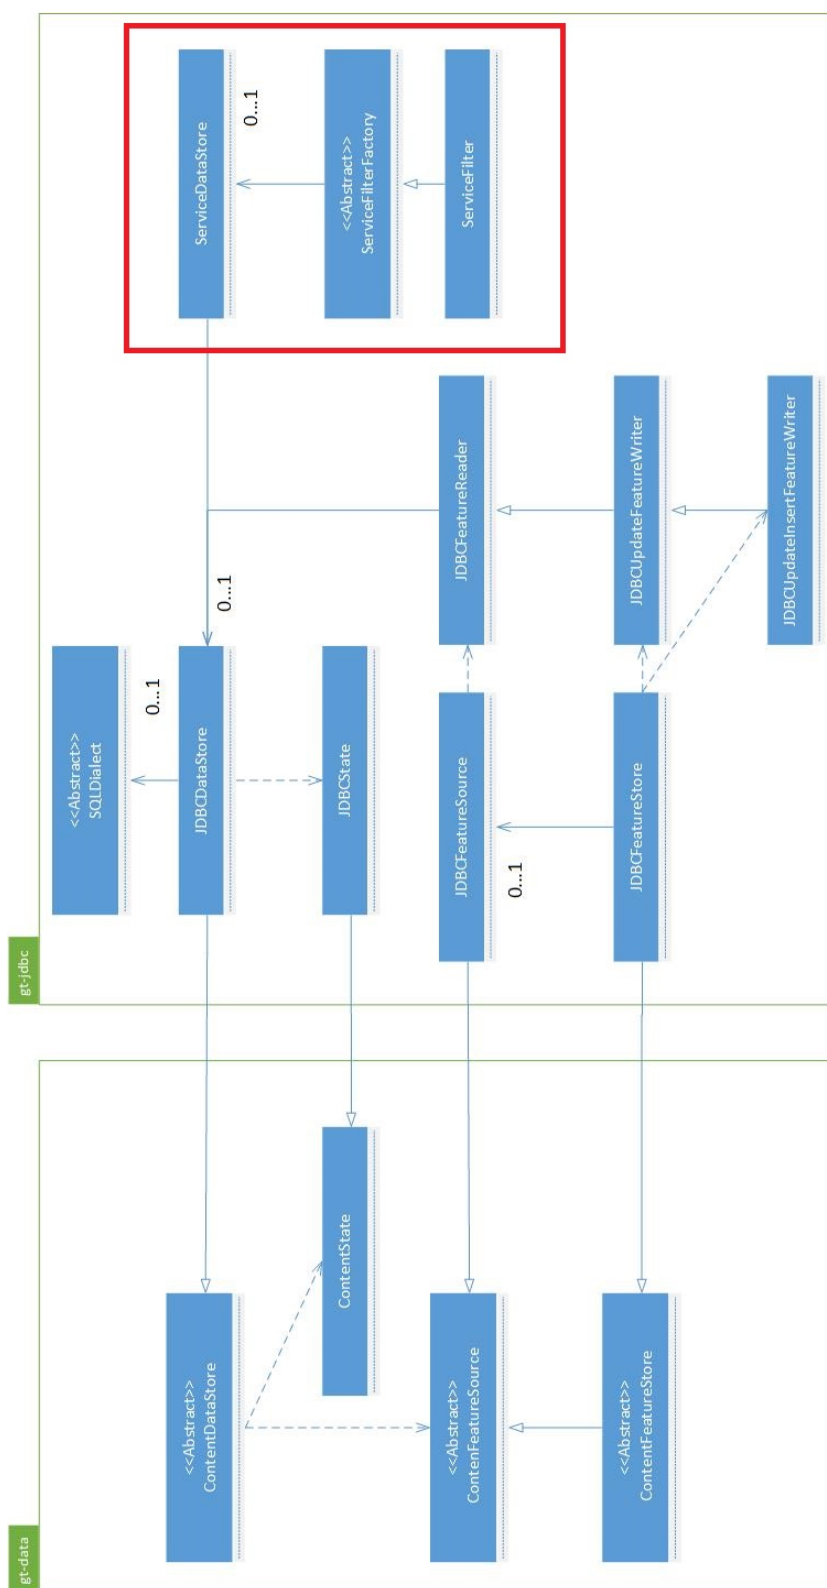 gt-data
<<Abstract>>
ContentDataStore
ContentState
<<Abstract>>
ContenFeatureSource
<<Abstract>>
ContentFeatureStore
gt-jdbc
<<Abstract>>
SQLDialect
0...1
JDBCDataStore
0...1
JDBCState
JDBCFeatureSource
0...1
JDBCFeatureStore
JDBCFeatureReader
JDBCUpdateFeatureWriter
JDBCUpdateInsertFeatureWriter
ServiceDataStore
0...1
<<Abstract>>
ServiceFilterFactory
ServiceFilter